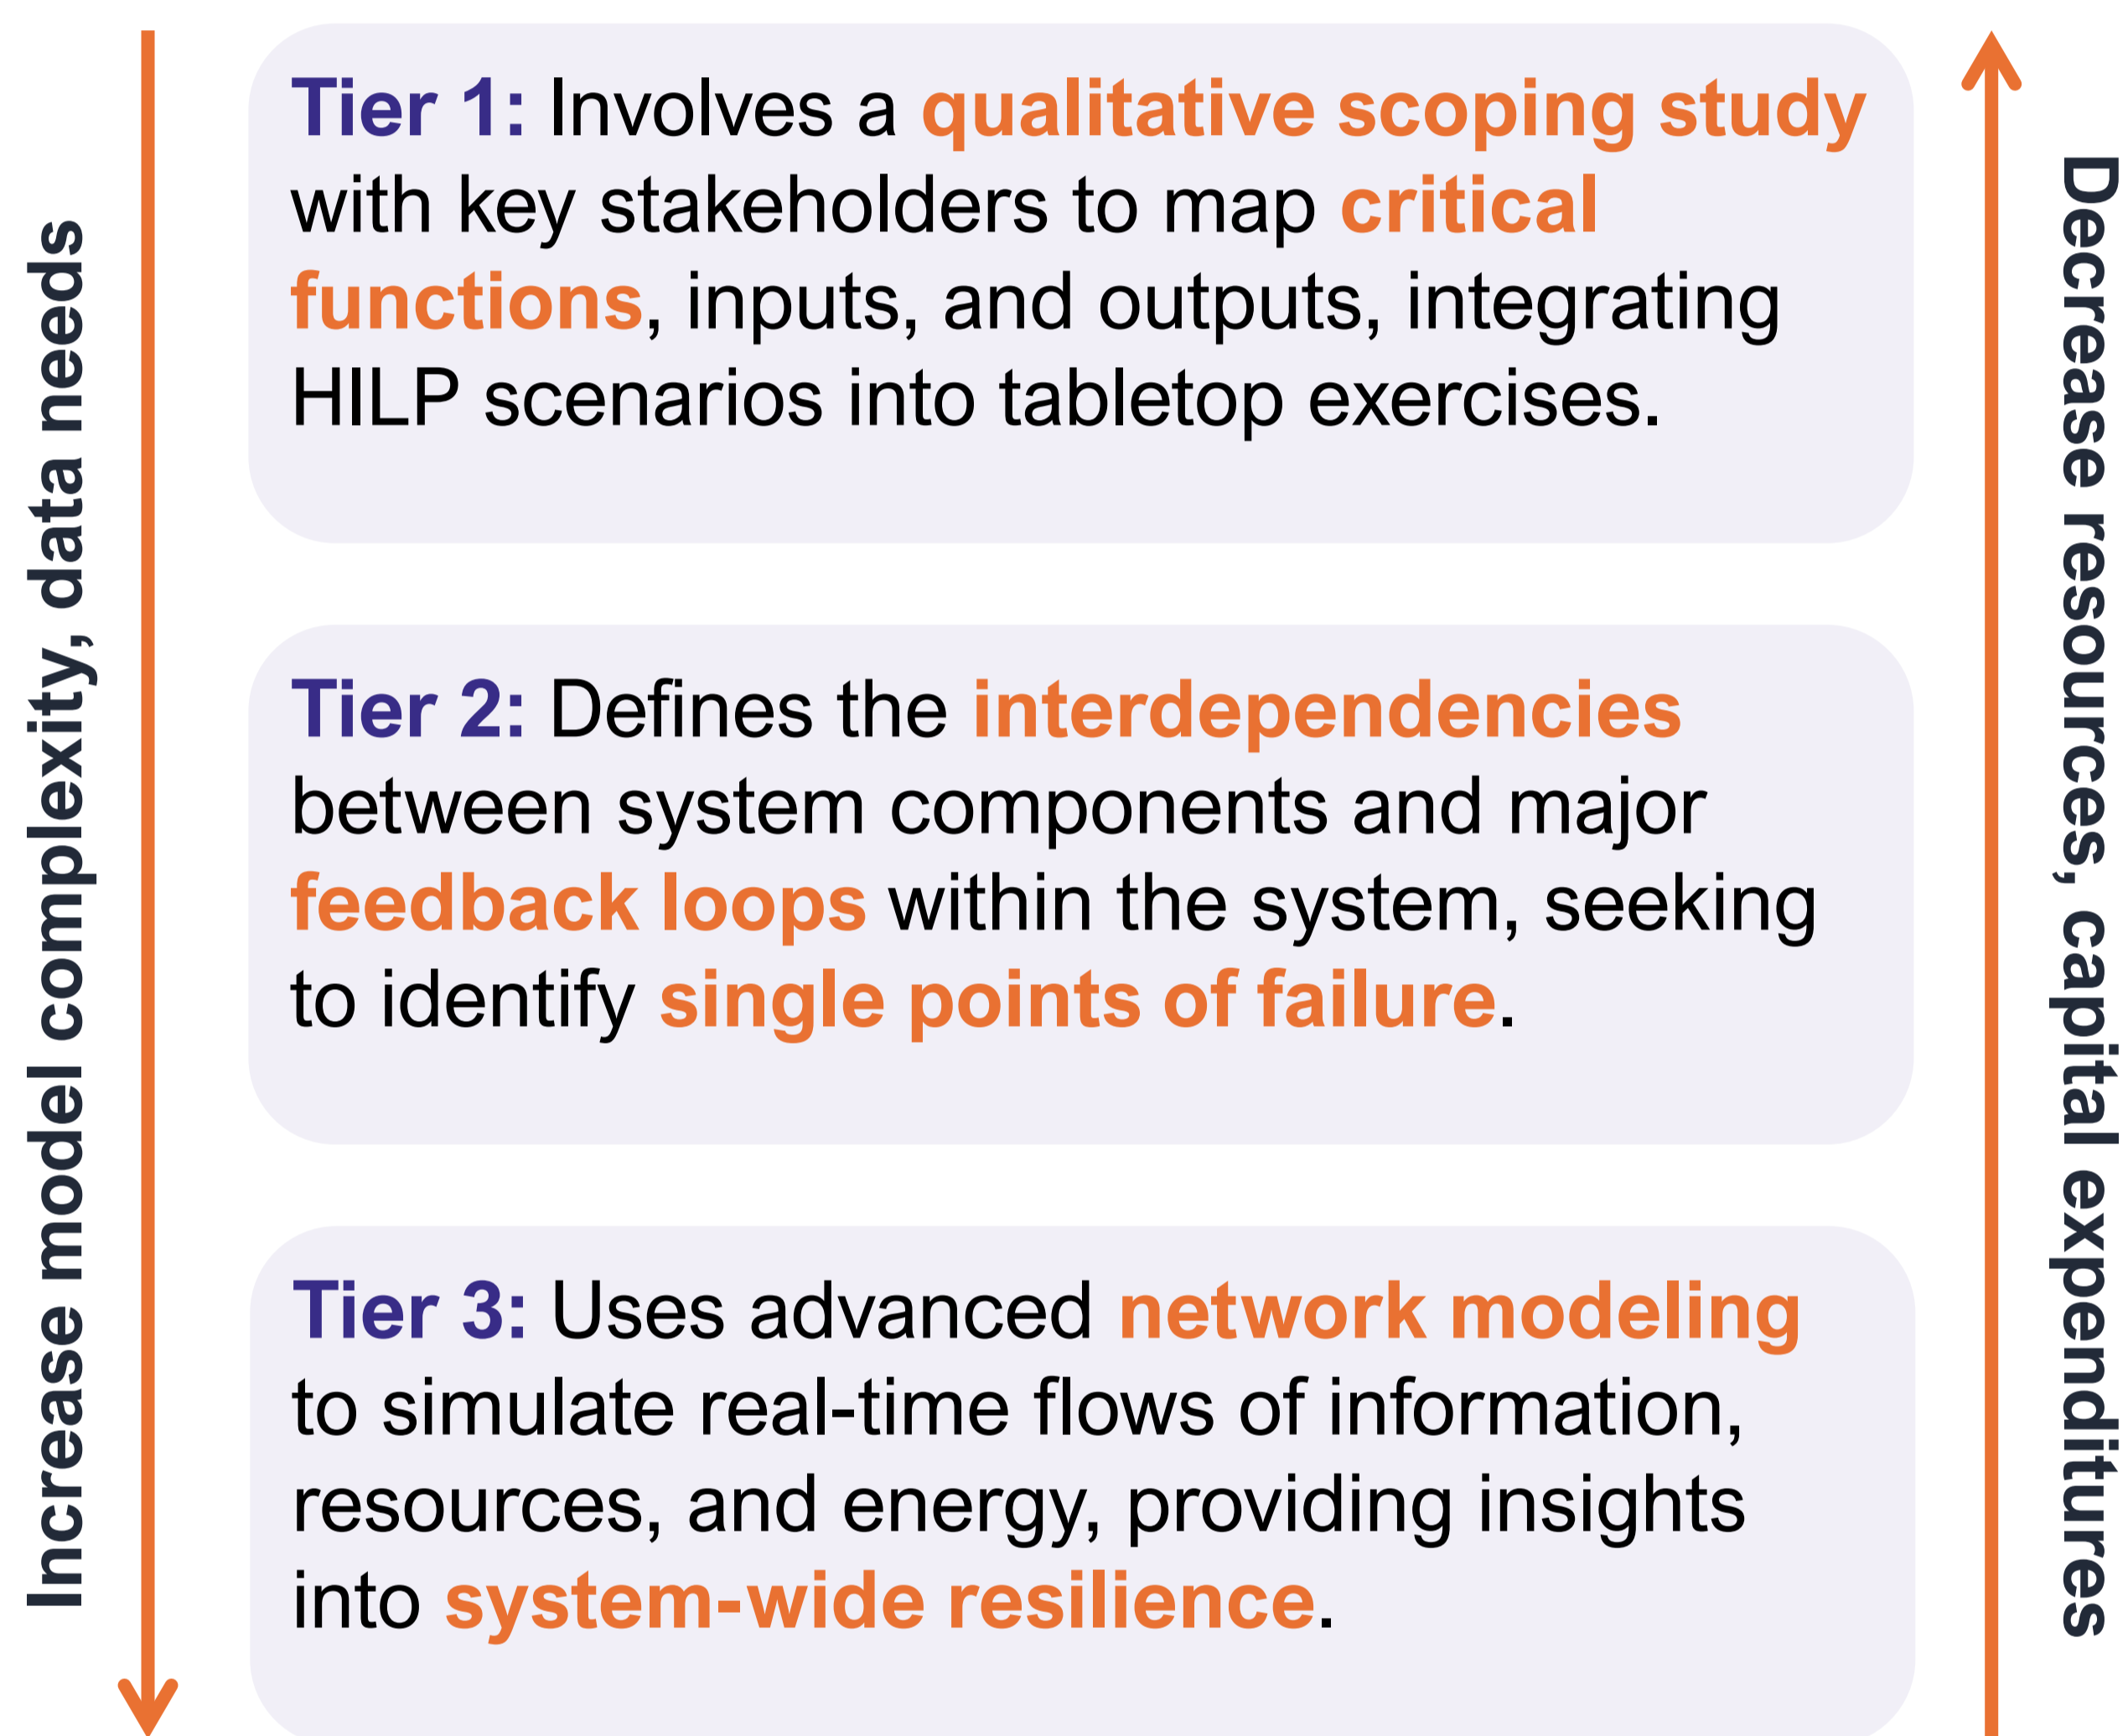 Increase model complexity, data needs
Tier 1: Involves a qualitative scoping study
with key stakeholders to map critical
functions, inputs, and outputs, integrating
HILP scenarios into tabletop exercises.
Tier 2: Defines the interdependencies
between system components and major
feedback loops within the system, seeking
to identify single points of failure.
Tier 3: Uses advanced network modeling
to simulate real-time flows of information,
resources, and energy, providing insights
into system-wide resilience.
Decrease resources, capital expenditures